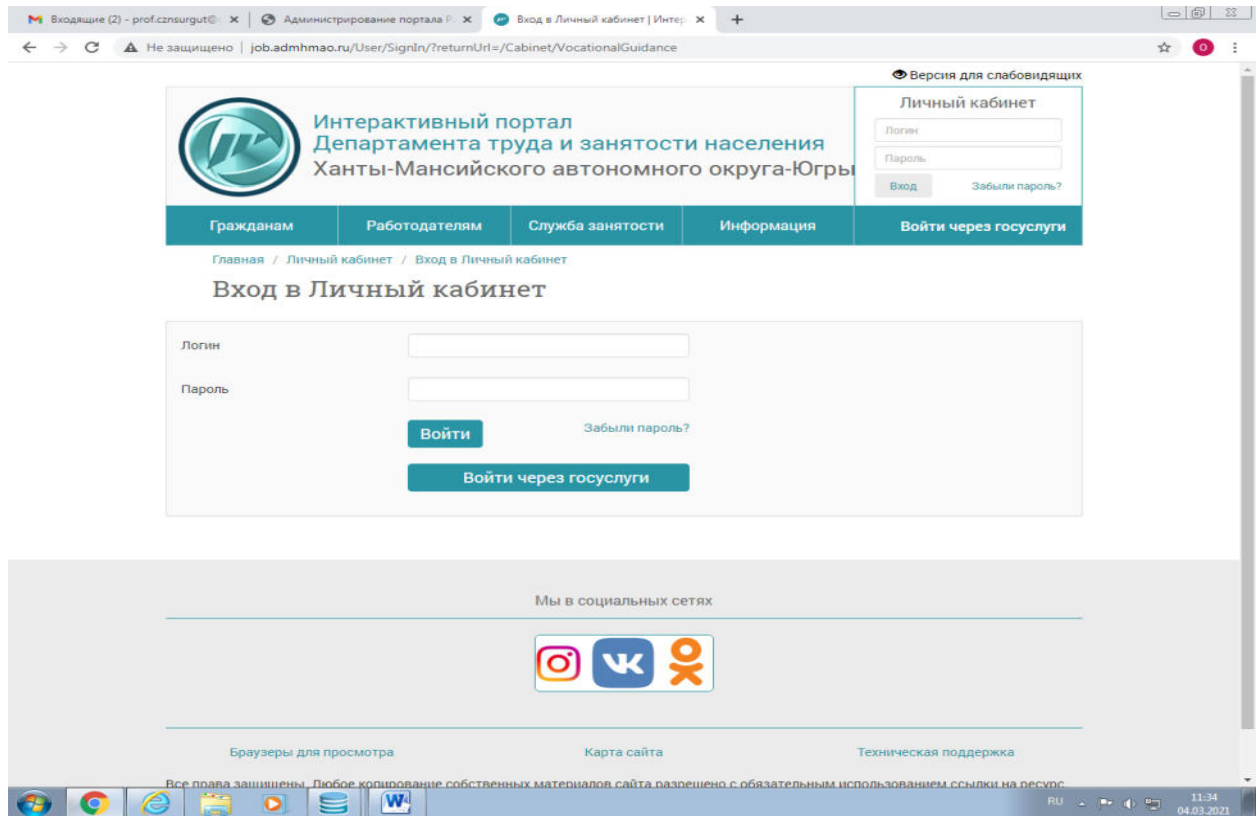 Входящие (2) - prof.cznsurgut@
Администрирование портала Р
Вход в Личный кабинет | Интер
Не защищено | job.admhmao.ru/User/SignIn/?returnUrl=/Cabinet/VocationalGuidance
О
Версия для слабовидящих
Интерактивный портал
Департамента труда и занятости населения
Ханты-Мансийского автономного округа-Югры
Личный кабинет
Логин
Пароль
Вход Забыли пароль?
Гражданам Работодателям Служба занятости Информация Войти через госуслуги
Главная / Личный кабинет / Вход в Личный кабинет
Вход в Личный кабинет
Логин
Пароль
Войти Забыли пароль?
Войти через госуслуги
Мы в социальных сетях
Браузеры для просмотра Карта сайта Техническая поддержка
Все права защищены. Любое копирование собственных материалов сайта разрешено с обязательным использованием ссылки на ресурс
RU 11:34
04.03.2021